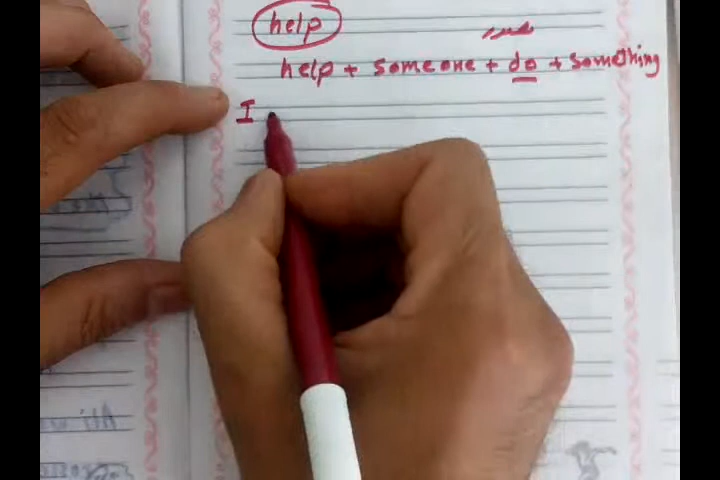 help
مصدر
help + someone + do + something
I